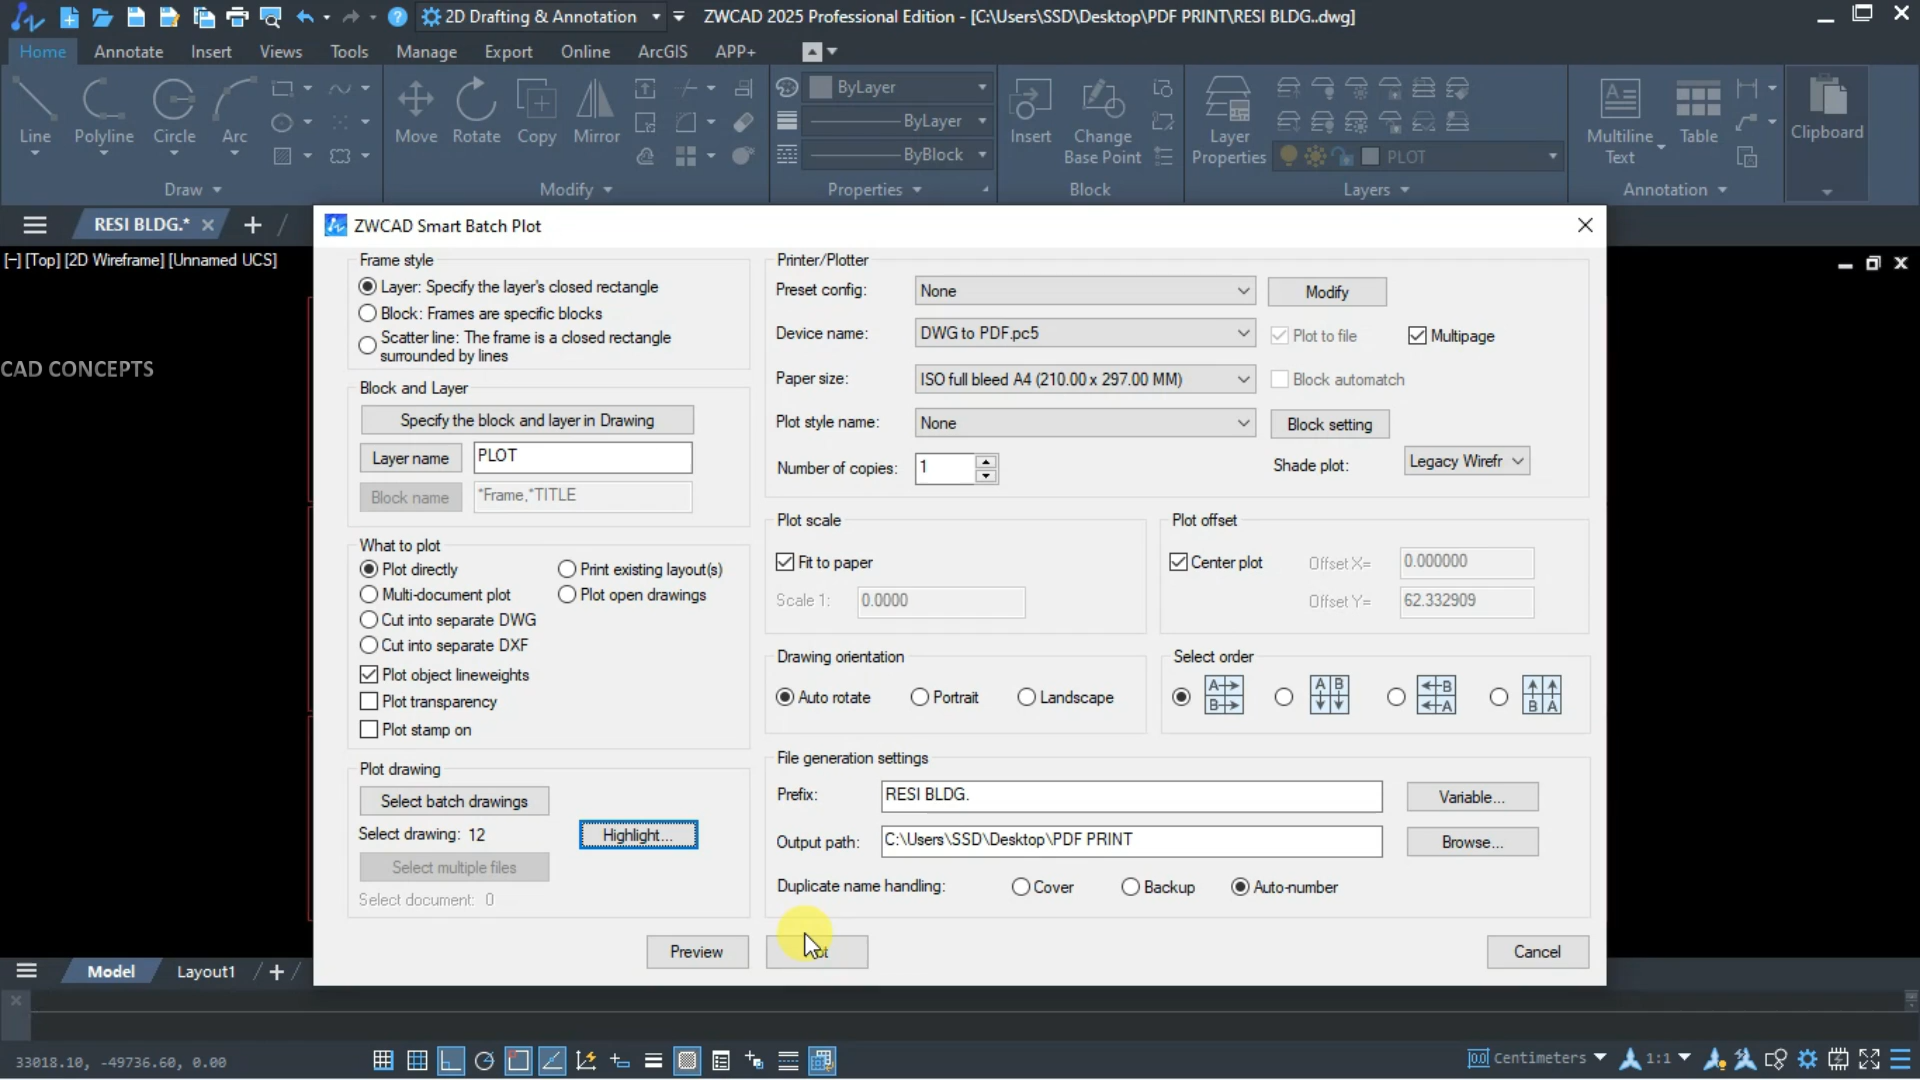 2D Drafting & Annotation
ZWCAD 2025 Professional Edition - [C:\Users\SSD\Desktop\PDF PRINT\RESI BLDG..dwg]
Home Annotate Insert Views Tools Manage Export Online ArcGIS APP+
Line Polyline Circle Arc
Draw
Move Rotate Copy Mirror
Modify
ByLayer
ByLayer
ByBlock
Properties
Insert
Change
Base Point
Block
Layer
Properties
PLOT
Layers
Multiline
Text
Table
Annotation
Clipboard
RESI BLDG.*
[−] [Top] [2D Wireframe] [Unnamed UCS]
CAD CONCEPTS
ZWCAD Smart Batch Plot
Frame style
Layer: Specify the layer's closed rectangle
Block: Frames are specific blocks
Scatter line: The frame is a closed rectangle
surrounded by lines
Block and Layer
Specify the block and layer in Drawing
Layer name PLOT
Block name *Frame,*TITLE
What to plot
Plot directly Print existing layout(s)
Multi-document plot Plot open drawings
Cut into separate DWG
Cut into separate DXF
Plot object lineweights
Plot transparency
Plot stamp on
Plot drawing
Select batch drawings
Select drawing: 12 Highlight...
Select multiple files
Select document: 0
Printer/Plotter
Preset config: None Modify
Device name: DWG to PDF.pc5 Plot to file Multipage
Paper size: ISO full bleed A4 (210.00 x 297.00 MM) Block automatch
Plot style name: None Block setting
Number of copies: 1 Shade plot: Legacy Wirefr
Plot scale
Fit to paper
Scale 1: 0.0000
Plot offset
Center plot Offset X= 0.000000
Offset Y= 62.332909
Drawing orientation
Auto rotate Portrait Landscape
Select order
A B A B B A B A
File generation settings
Prefix: RESI BLDG. Variable...
Output path: C:\Users\SSD\Desktop\PDF PRINT Browse...
Duplicate name handling: Cover Backup Auto-number
Preview Cancel
Model Layout1
33018.10, -49736.60, 0.00
Centimeters 1:1